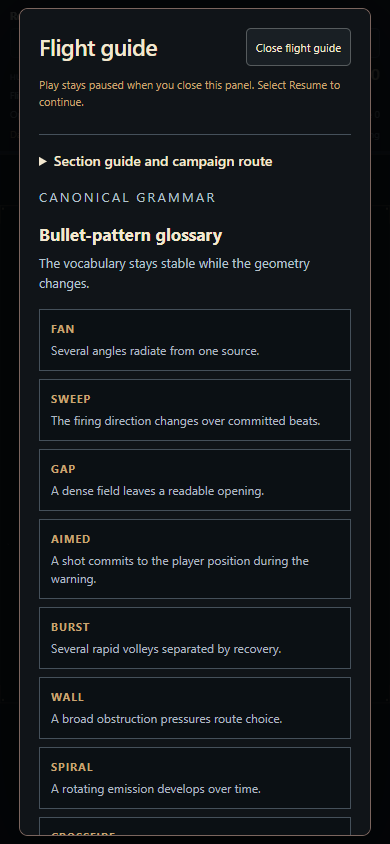 Flight guide
Close flight guide
Play stays paused when you close this panel. Select Resume to
continue.
Section guide and campaign route
CANONICAL GRAMMAR
Bullet-pattern glossary
The vocabulary stays stable while the geometry
changes.
FAN
Several angles radiate from one source.
SWEEP
The firing direction changes over committed beats.
GAP
A dense field leaves a readable opening.
AIMED
A shot commits to the player position during the
warning.
BURST
Several rapid volleys separated by recovery.
WALL
A broad obstruction pressures route choice.
SPIRAL
A rotating emission develops over time.
CROSSFIRE